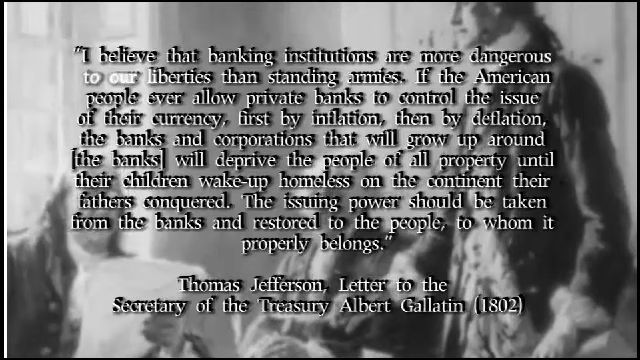 "I believe that banking institutions are more dangerous
to our liberties than standing armies. If the American
people ever allow private banks to control the issue
of their currency, first by inflation, then by deflation,
the banks and corporations that will grow up around
[the banks] will deprive the people of all property until
their children wake-up homeless on the continent their
fathers conquered. The issuing power should be taken
from the banks and restored to the people, to whom it
properly belongs."
Thomas Jefferson, Letter to the
Secretary of the Treasury Albert Gallatin (1802)